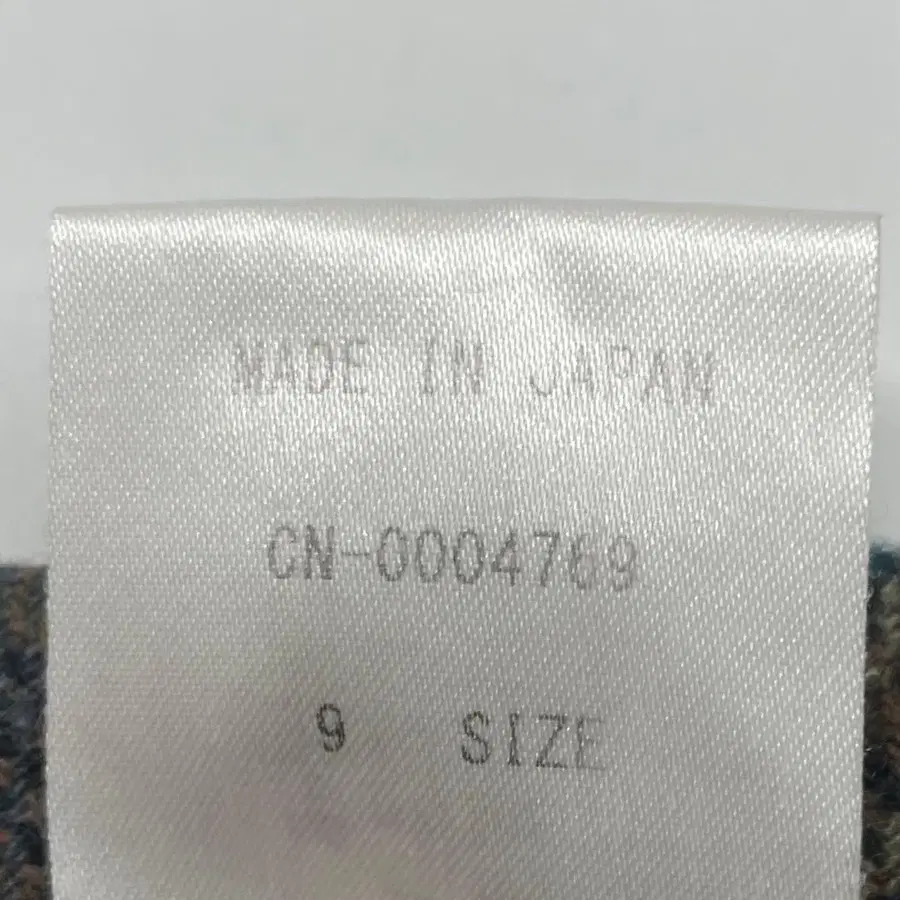 MADE IN JAPAN
CN-0004769
9 SIZE